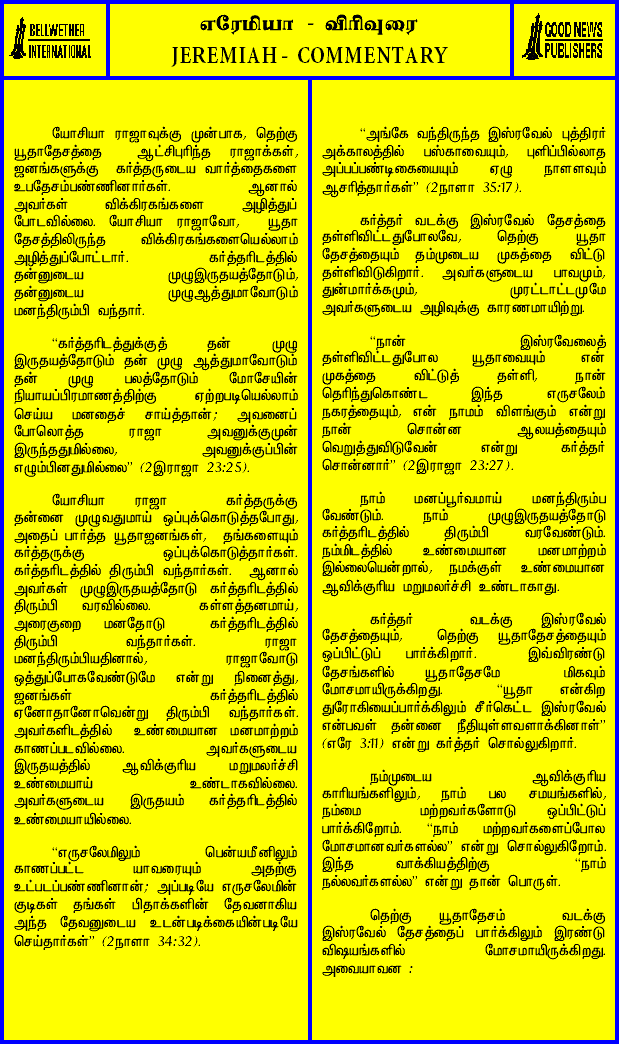 BELLWETHER
INTERNATIONAL
எரேமியா - விரிவுரை
JEREMIAH - COMMENTARY
GOOD NEWS
PUBLISHERS
யோசியா ராஜாவுக்கு முன்பாக, தெற்கு
யூதாதேசத்தை ஆட்சிபுரிந்த ராஜாக்கள்,
ஜனங்களுக்கு கர்த்தருடைய வார்த்தைகளை
உபதேசம்பண்ணினார்கள். ஆனால்
அவர்கள் விக்கிரகங்களை அழித்துப்
போடவில்லை. யோசியா ராஜாவோ, யூதா
தேசத்திலிருந்த விக்கிரகங்களையெல்லாம்
அழித்துப்போட்டார். கர்த்தரிடத்தில்
தன்னுடைய முழுஇருதயத்தோடும்,
தன்னுடைய முழுஆத்துமாவோடும்
மனந்திரும்பி வந்தார்.
“கர்த்தரிடத்துக்குத் தன் முழு
இருதயத்தோடும் தன் முழு ஆத்துமாவோடும்
தன் முழு பலத்தோடும் மோசேயின்
நியாயப்பிரமாணத்திற்கு ஏற்றபடியெல்லாம்
செய்ய மனதைச் சாய்த்தான்; அவனைப்
போலொத்த ராஜா அவனுக்குமுன்
இருந்ததுமில்லை, அவனுக்குப்பின்
எழும்பினதுமில்லை” (2இராஜா 23:25).
யோசியா ராஜா கர்த்தருக்கு
தன்னை முழுவதுமாய் ஒப்புக்கொடுத்தபோது,
அதைப் பார்த்த யூதாஜனங்கள், தங்களையும்
கர்த்தருக்கு ஒப்புக்கொடுத்தார்கள்.
கர்த்தரிடத்தில் திரும்பி வந்தார்கள். ஆனால்
அவர்கள் முழுஇருதயத்தோடு கர்த்தரிடத்தில்
திரும்பி வரவில்லை. கள்ளத்தனமாய்,
அரைகுறை மனதோடு கர்த்தரிடத்தில்
திரும்பி வந்தார்கள். ராஜா
மனந்திரும்பியதினால், ராஜாவோடு
ஒத்துப்போகவேண்டுமே என்று நினைத்து,
ஜனங்கள் கர்த்தரிடத்தில்
ஏனோதானோவென்று திரும்பி வந்தார்கள்.
அவர்களிடத்தில் உண்மையான மனமாற்றம்
காணப்படவில்லை. அவர்களுடைய
இருதயத்தில் ஆவிக்குரிய மறுமலர்ச்சி
உண்மையாய் உண்டாகவில்லை.
அவர்களுடைய இருதயம் கர்த்தரிடத்தில்
உண்மையாயில்லை.
“எருசலேமிலும் பென்யமீனிலும்
காணப்பட்ட யாவரையும் அதற்கு
உட்படப்பண்ணினான்; அப்படியே எருசலேமின்
குடிகள் தங்கள் பிதாக்களின் தேவனாகிய
அந்த தேவனுடைய உடன்படிக்கையின்படியே
செய்தார்கள்” (2நாளா 34:32).
“அங்கே வந்திருந்த இஸ்ரவேல் புத்திரர்
அக்காலத்தில் பஸ்காவையும், புளிப்பில்லாத
அப்பப்பண்டிகையையும் ஏழு நாளளவும்
ஆசரித்தார்கள்” (2நாளா 35:17).
கர்த்தர் வடக்கு இஸ்ரவேல் தேசத்தை
தள்ளிவிட்டதுபோலவே, தெற்கு யூதா
தேசத்தையும் தம்முடைய முகத்தை விட்டு
தள்ளிவிடுகிறார். அவர்களுடைய பாவமும்,
துன்மார்க்கமும், முரட்டாட்டமுமே
அவர்களுடைய அழிவுக்கு காரணமாயிற்று.
“நான் இஸ்ரவேலைத்
தள்ளிவிட்டதுபோல யூதாவையும் என்
முகத்தை விட்டுத் தள்ளி, நான்
தெரிந்துகொண்ட இந்த எருசலேம்
நகரத்தையும், என் நாமம் விளங்கும் என்று
நான் சொன்ன ஆலயத்தையும்
வெறுத்துவிடுவேன் என்று கர்த்தர்
சொன்னார்” (2இராஜா 23:27).
நாம் மனப்பூர்வமாய் மனந்திரும்ப
வேண்டும். நாம் முழுஇருதயத்தோடு
கர்த்தரிடத்தில் திரும்பி வரவேண்டும்.
நம்மிடத்தில் உண்மையான மனமாற்றம்
இல்லையென்றால், நமக்குள் உண்மையான
ஆவிக்குரிய மறுமலர்ச்சி உண்டாகாது.
கர்த்தர் வடக்கு இஸ்ரவேல்
தேசத்தையும், தெற்கு யூதாதேசத்தையும்
ஒப்பிட்டுப் பார்க்கிறார். இவ்விரண்டு
தேசங்களில் யூதாதேசமே மிகவும்
மோசமாயிருக்கிறது. “யூதா என்கிற
துரோகியைப்பார்க்கிலும் சீர்கெட்ட இஸ்ரவேல்
என்பவள் தன்னை நீதியுள்ளவளாக்கினாள்”
(எரே 3:11) என்று கர்த்தர் சொல்லுகிறார்.
நம்முடைய ஆவிக்குரிய
காரியங்களிலும், நாம் பல சமயங்களில்,
நம்மை மற்றவர்களோடு ஒப்பிட்டுப்
பார்க்கிறோம். “நாம் மற்றவர்களைப்போல
மோசமானவர்களல்ல” என்று சொல்லுகிறோம்.
இந்த வாக்கியத்திற்கு “நாம்
நல்லவர்களல்ல” என்று தான் பொருள்.
தெற்கு யூதாதேசம் வடக்கு
இஸ்ரவேல் தேசத்தைப் பார்க்கிலும் இரண்டு
விஷயங்களில் மோசமாயிருக்கிறது.
அவையாவன :